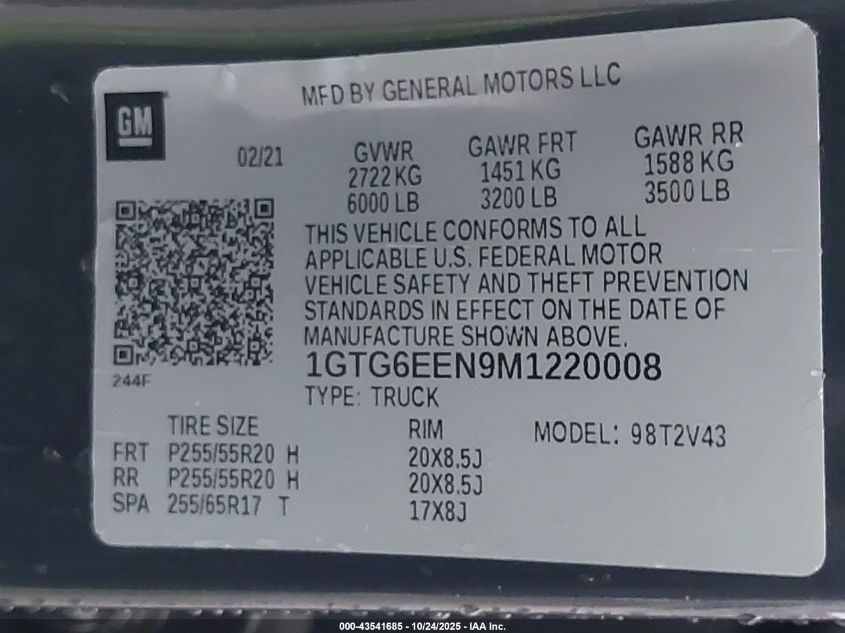 MFD BY GENERAL MOTORS LLC
GM
02/21
GVWR
2722 KG
6000 LB
GAWR FRT
1451 KG
3200 LB
GAWR RR
1588 KG
3500 LB
THIS VEHICLE CONFORMS TO ALL
APPLICABLE U.S. FEDERAL MOTOR
VEHICLE SAFETY AND THEFT PREVENTION
STANDARDS IN EFFECT ON THE DATE OF
MANUFACTURE SHOWN ABOVE.
1GTG6EEN9M1220008
244F
TYPE: TRUCK
TIRE SIZE RIM MODEL: 98T2V43
FRT P255/55R20 H 20X8.5J
RR P255/55R20 H 20X8.5J
SPA 255/65R17 T 17X8J
000-43541685 - 10/24/2025 - IAA Inc.